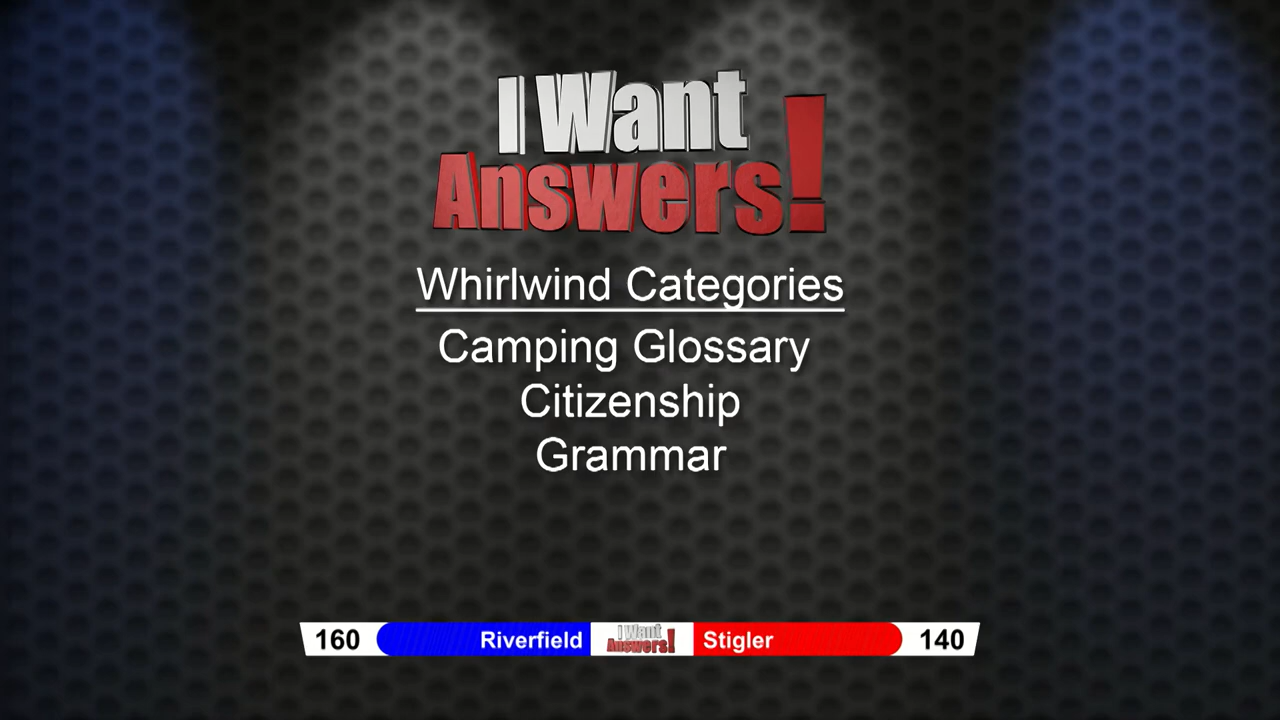 I Want
Answers!
Whirlwind Categories
Camping Glossary
Citizenship
Grammar
160 Riverfield I Want Answers! Stigler 140